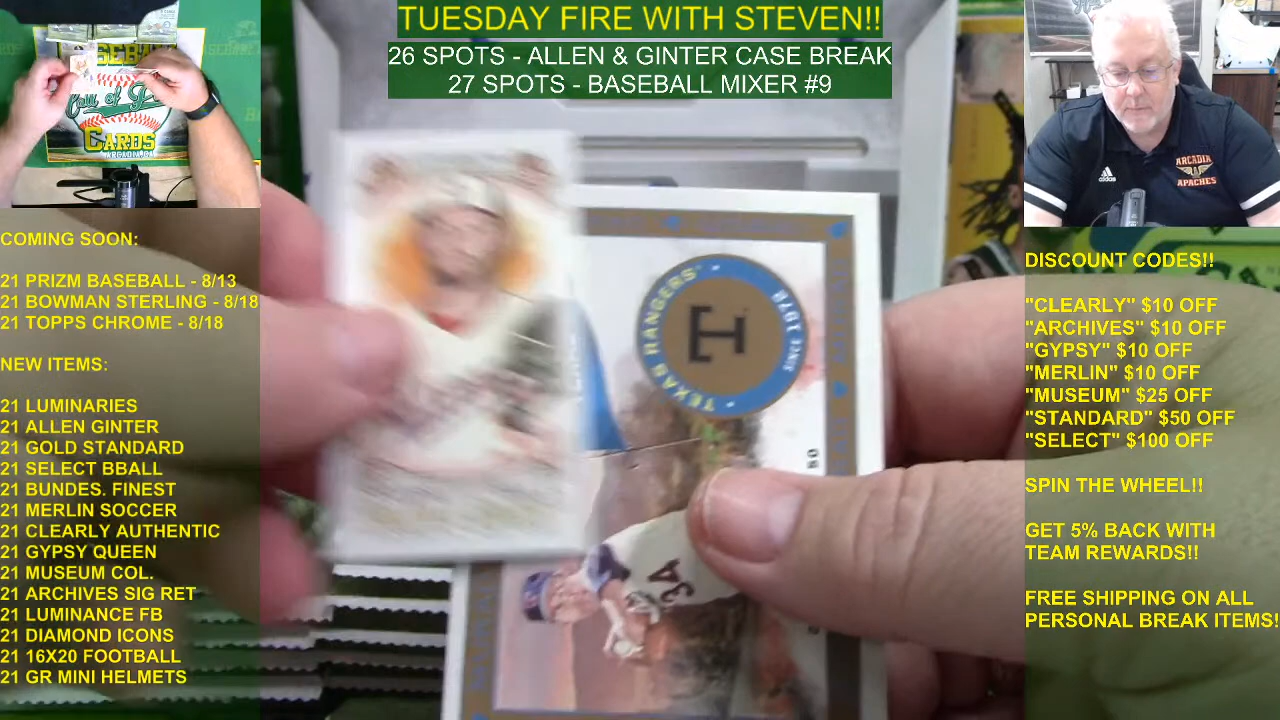 TUESDAY FIRE WITH STEVEN!!
26 SPOTS - ALLEN & GINTER CASE BREAK
27 SPOTS - BASEBALL MIXER #9
CARDS
COMING SOON:
21 PRIZM BASEBALL - 8/13
21 BOWMAN STERLING - 8/18
21 TOPPS CHROME - 8/18
NEW ITEMS:
21 LUMINARIES
21 ALLEN GINTER
21 GOLD STANDARD
21 SELECT BBALL
21 BUNDES. FINEST
21 MERLIN SOCCER
21 CLEARLY AUTHENTIC
21 GYPSY QUEEN
21 MUSEUM COL.
21 ARCHIVES SIG RET
21 LUMINANCE FB
21 DIAMOND ICONS
21 16X20 FOOTBALL
21 GR MINI HELMETS
TEXAS RANGERS
T
34
adidas
ARCADIA
APACHES
DISCOUNT CODES!!
"CLEARLY" $10 OFF
"ARCHIVES" $10 OFF
"GYPSY" $10 OFF
"MERLIN" $10 OFF
"MUSEUM" $25 OFF
"STANDARD" $50 OFF
"SELECT" $100 OFF
SPIN THE WHEEL!!
GET 5% BACK WITH
TEAM REWARDS!!
FREE SHIPPING ON ALL
PERSONAL BREAK ITEMS!